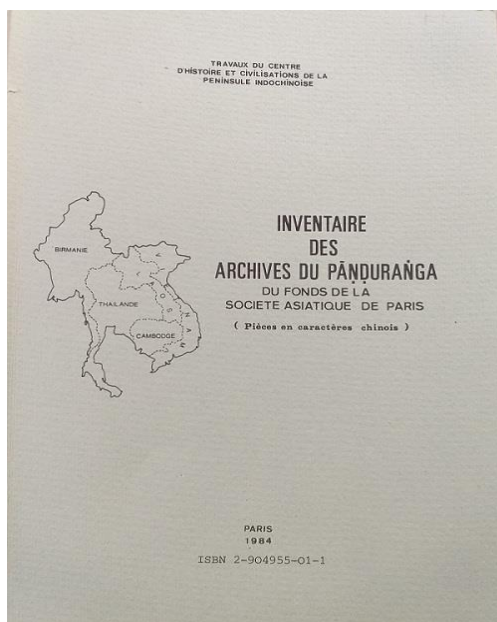 TRAVAUX DU CENTRE
D'HISTOIRE ET CIVILISATIONS DE LA
PENINSULE INDOCHINOISE
INVENTAIRE
DES
ARCHIVES DU PĀṆḌURAṄGA
DU FONDS DE LA
SOCIETE ASIATIQUE DE PARIS
( Pièces en caractères chinois )
BIRMANIE
THAILANDE
CAMBODGE
PARIS
1984
ISBN 2-904955-01-1